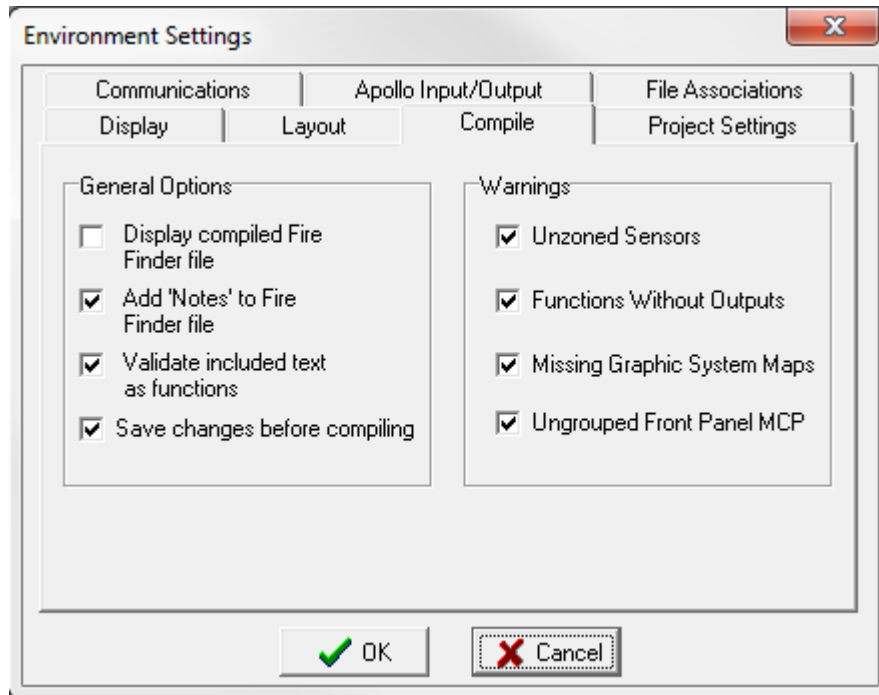 Environment Settings
Communications
Apollo Input/Output
File Associations
Display
Layout
Compile
Project Settings
General Options
Display compiled Fire
Finder file
Add 'Notes' to Fire
Finder file
Validate included text
as functions
Save changes before compiling
Warnings
Unzoned Sensors
Functions Without Outputs
Missing Graphic System Maps
Ungrouped Front Panel MCP
OK
Cancel